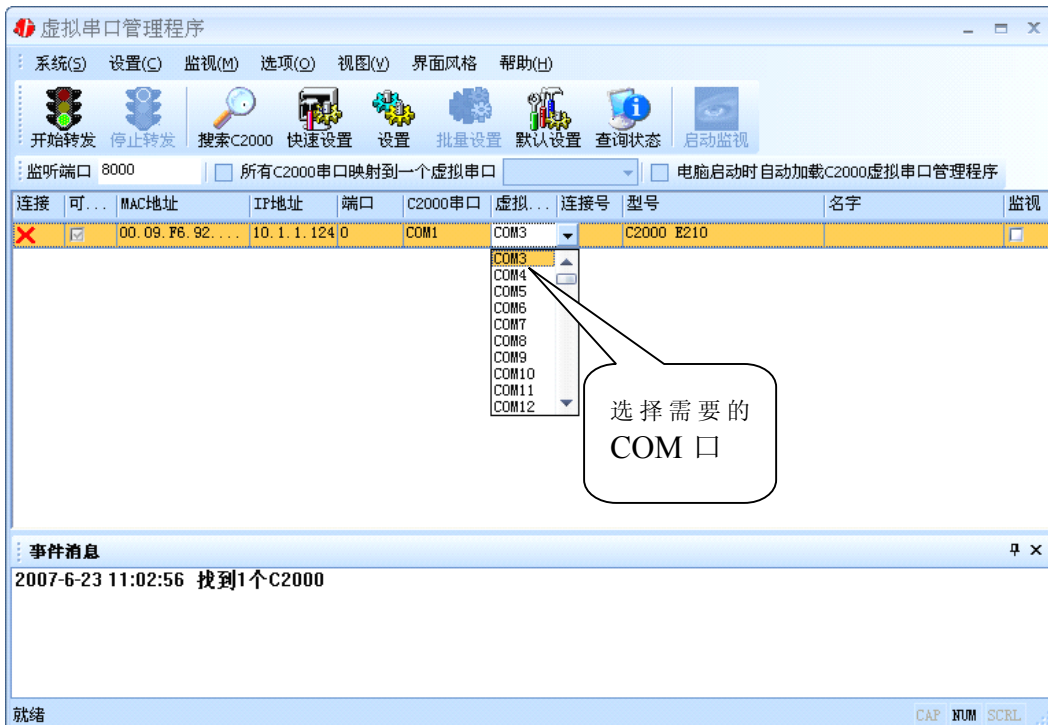 虚拟串口管理程序
系统(S) 设置(C) 监视(M) 选项(O) 视图(V) 界面风格 帮助(H)
开始转发 停止转发 搜索C2000 快速设置 设置 批量设置 默认设置 查询状态 启动监视
监听端口 8000 所有C2000串口映射到一个虚拟串口 电脑启动时自动加载C2000虚拟串口管理程序
连接 可... MAC地址 IP地址 端口 C2000串口 虚拟... 连接号 型号 名字 监视
00.09.F6.92.... 10.1.1.124 0 COM1 COM3 C2000 E210
COM3
COM4
COM5
COM6
COM7
COM8
COM9
COM10
COM11
COM12
选择需要的
COM 口
事件消息
2007-6-23 11:02:56 找到1个C2000
就绪 CAP NUM SCRL